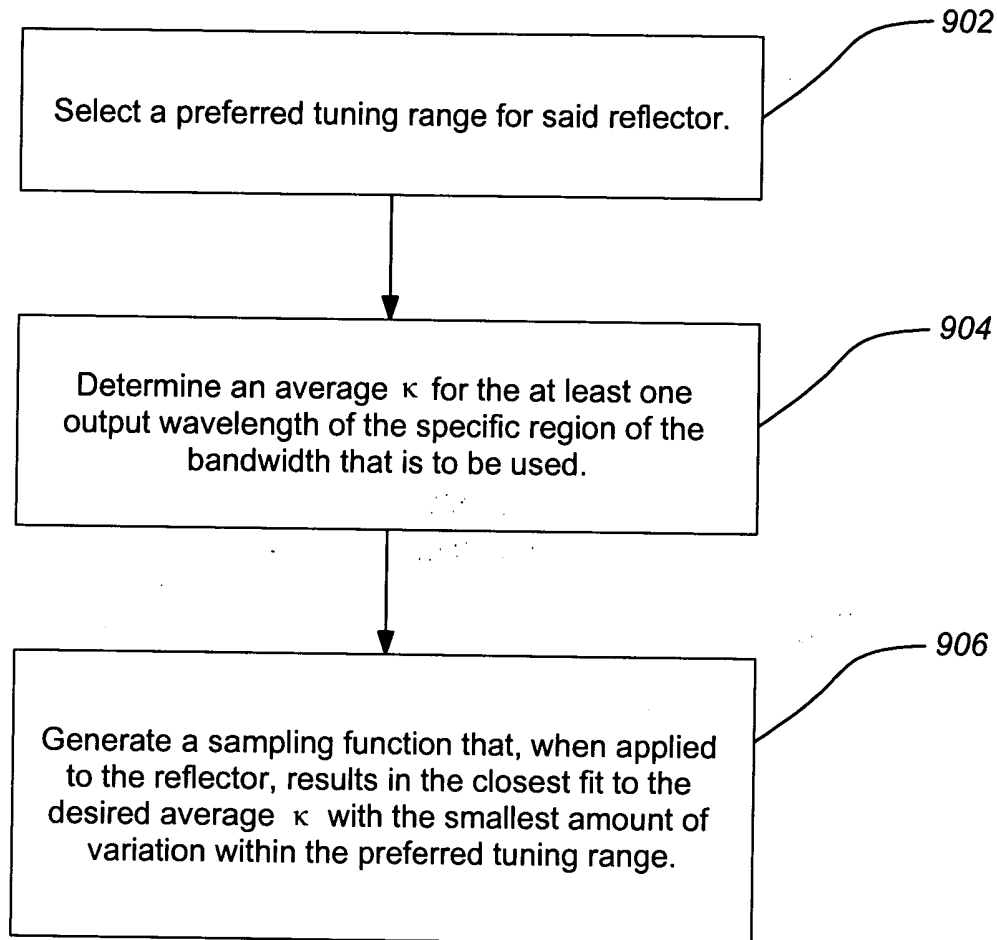 902
Select a preferred tuning range for said reflector.
904
Determine an average κ for the at least one
output wavelength of the specific region of the
bandwidth that is to be used.
906
Generate a sampling function that, when applied
to the reflector, results in the closest fit to the
desired average κ with the smallest amount of
variation within the preferred tuning range.